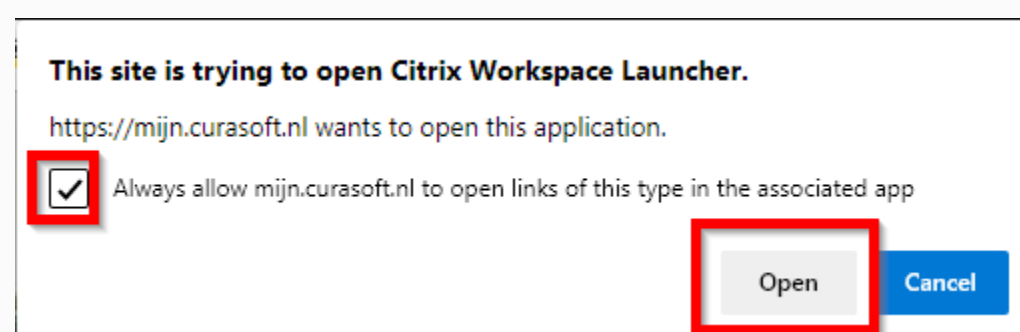 This site is trying to open Citrix Workspace Launcher.
https://mijn.curasoft.nl wants to open this application.
Always allow mijn.curasoft.nl to open links of this type in the associated app
Open Cancel